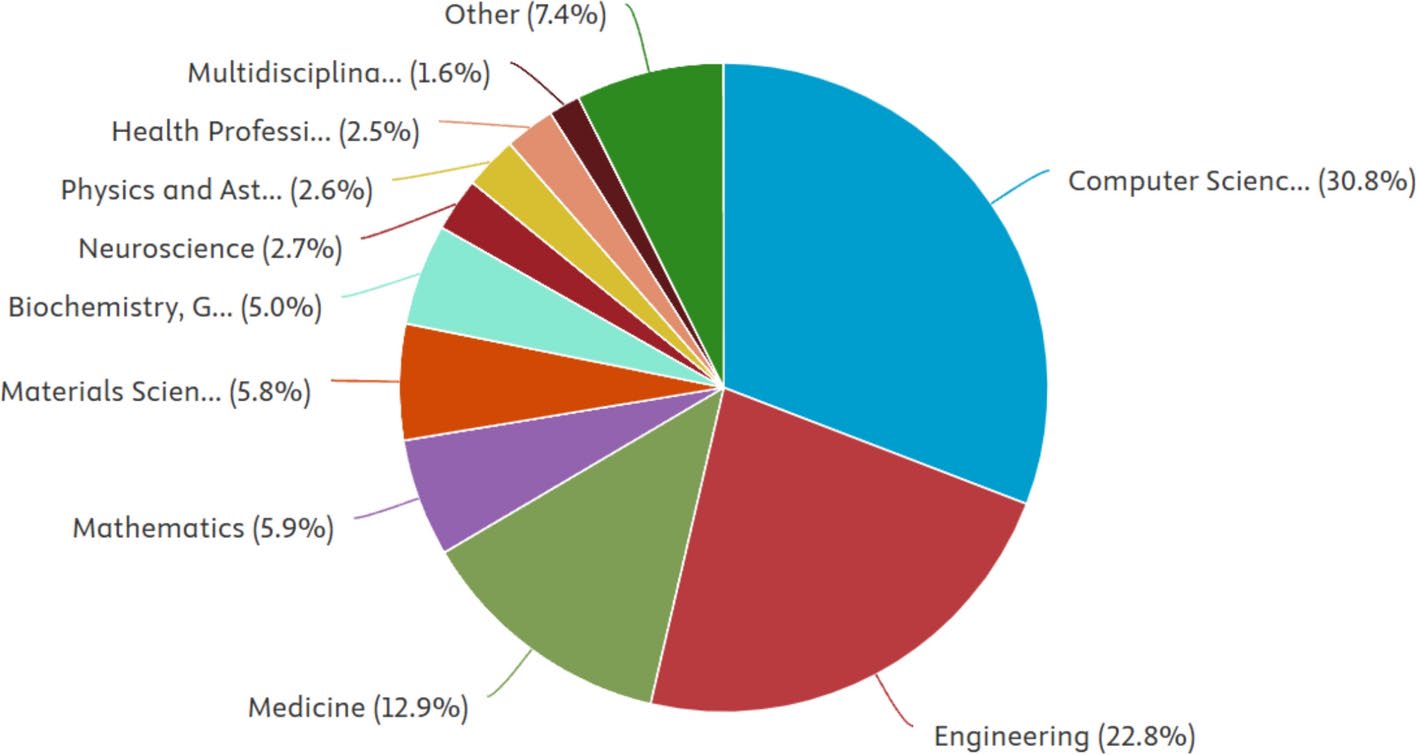 Other (7.4%)
Multidisciplina... (1.6%)
Health Professi... (2.5%)
Physics and Ast... (2.6%)
Neuroscience (2.7%)
Biochemistry, G... (5.0%)
Materials Scien... (5.8%)
Mathematics (5.9%)
Medicine (12.9%)
Computer Scienc... (30.8%)
Engineering (22.8%)